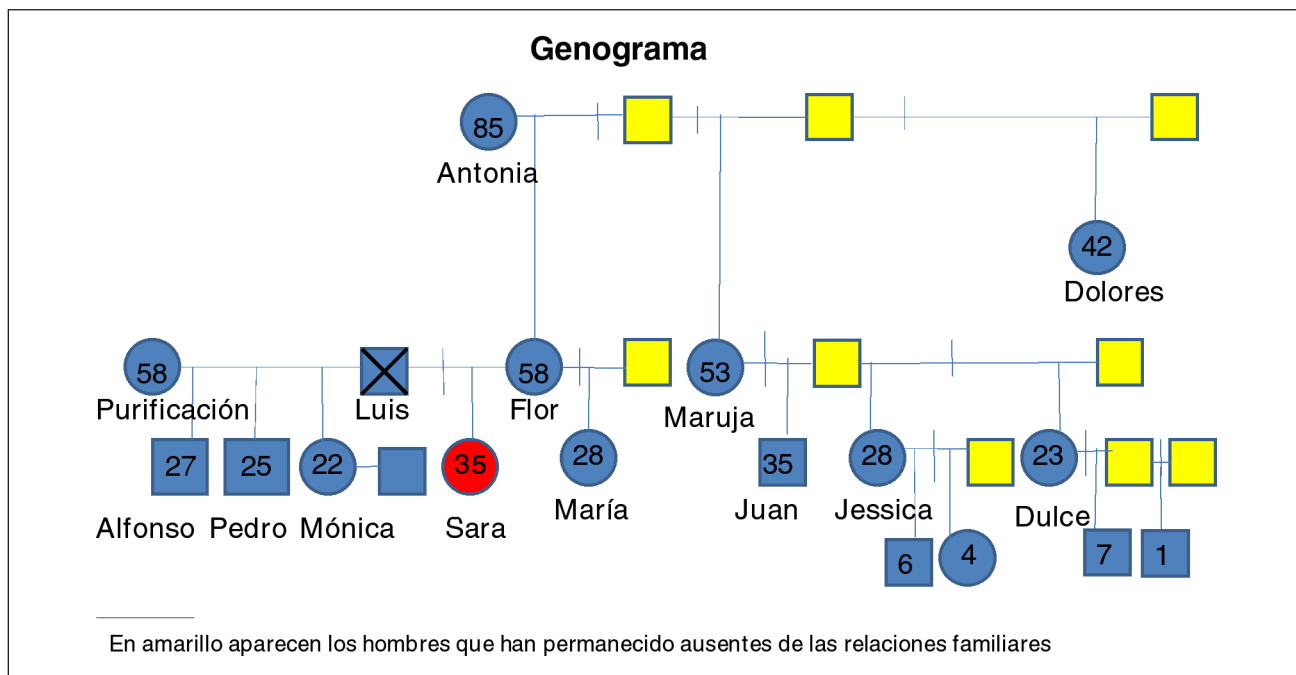 Genograma
85
Antonia
42
Dolores
58
58
53
Purificación
Luis
Flor
Maruja
27
25
22
35
28
35
28
23
Alfonso
Pedro
Mónica
Sara
María
Juan
Jessica
Dulce
6
4
7
1
En amarillo aparecen los hombres que han permanecido ausentes de las relaciones familiares